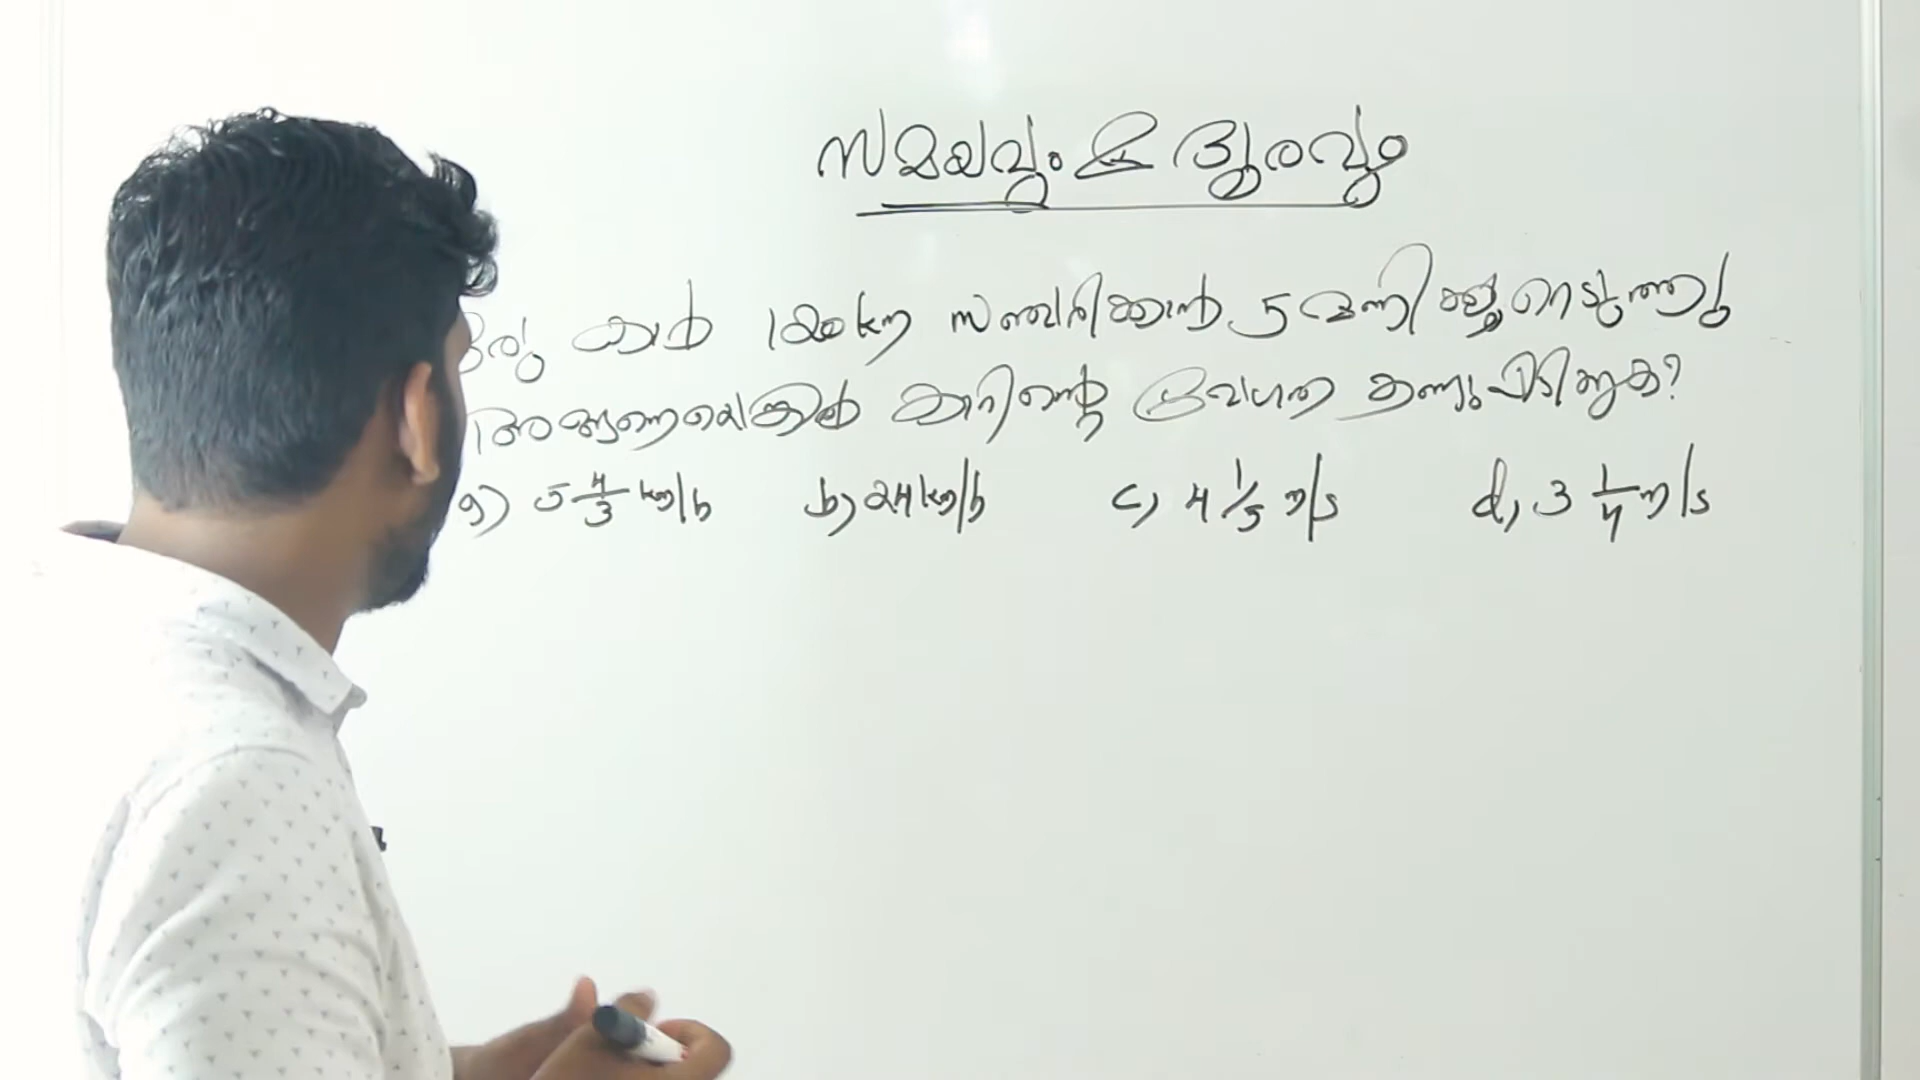 സമയവും & ദൂരവും
ഒരു കാർ 120km സഞ്ചരിക്കാൻ 5 മണിക്കൂറെടുത്തു
അങ്ങനെയെങ്കിൽ കാറിന്റെ പ്രവേഗത കണ്ടുപിടിക്കുക?
a) 5 4/3 km/h b) 24 km/h c) 4 1/5 m/s d) 3 1/4 m/s